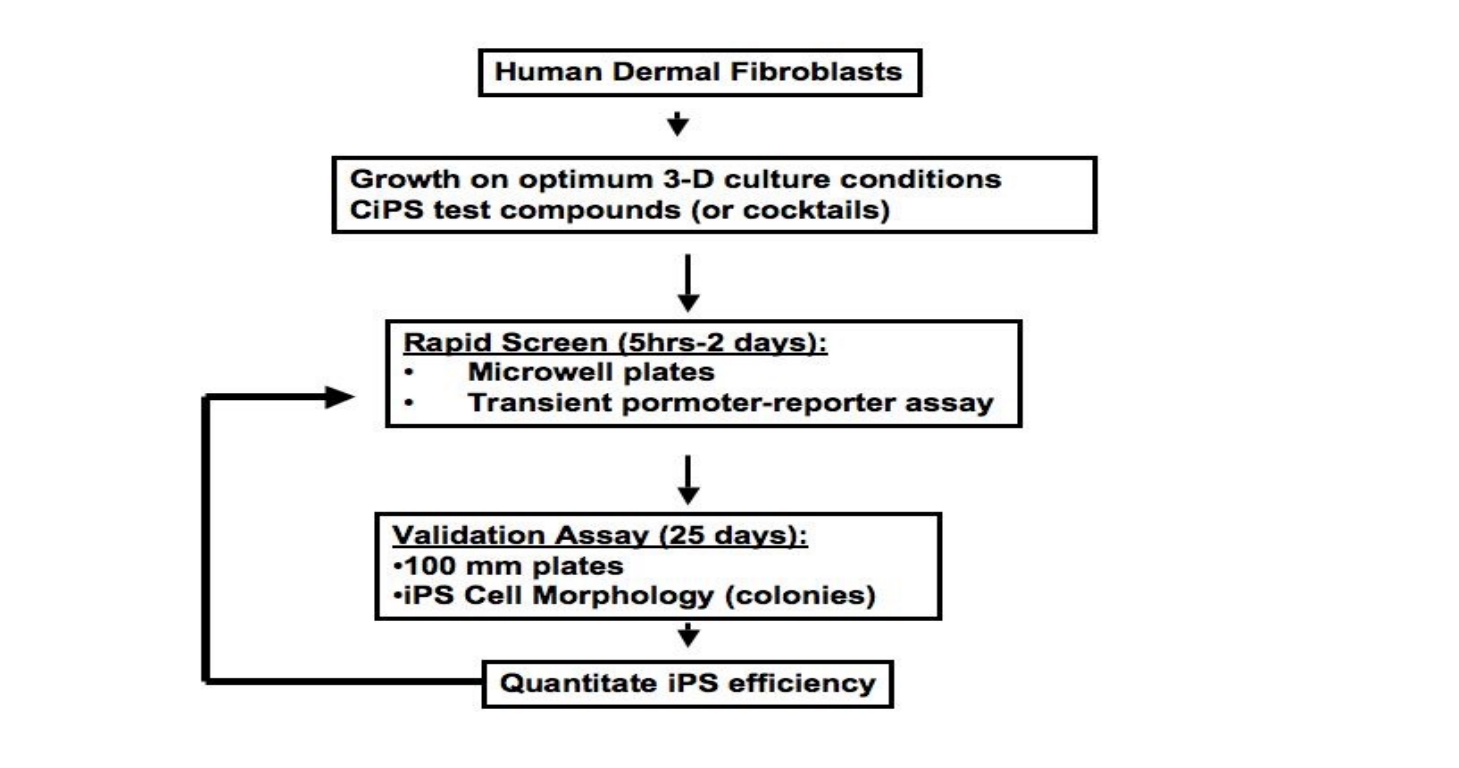 Human Dermal Fibroblasts
Growth on optimum 3-D culture conditions
CiPS test compounds (or cocktails)
Rapid Screen (5hrs-2 days):
• Microwell plates
• Transient pormoter-reporter assay
Validation Assay (25 days):
•100 mm plates
•iPS Cell Morphology (colonies)
Quantitate iPS efficiency